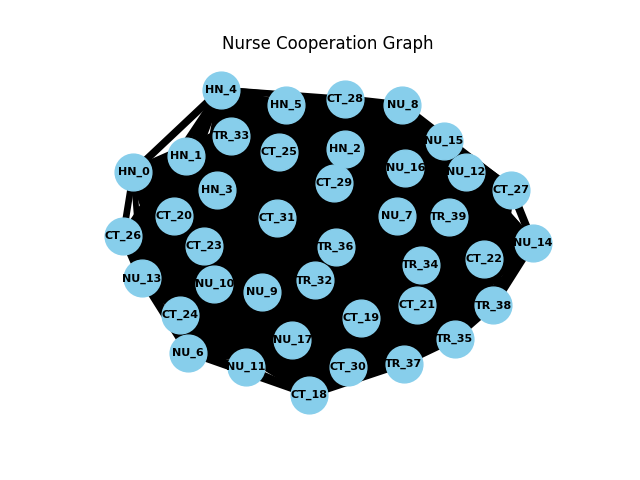 Nurse Cooperation Graph
HN_4
CT_28
HN_5
NU_8
TR_33
NU_15
HN_2
CT_25
HN_1
NU_16
HN_0
NU_12
CT_29
HN_3
CT_27
CT_20
NU_7
TR_39
CT_31
CT_26
NU_14
CT_23
TR_36
CT_22
TR_34
NU_13
TR_32
NU_10
NU_9
CT_21
TR_38
CT_24
CT_19
TR_35
NU_17
NU_6
TR_37
NU_11
CT_30
CT_18